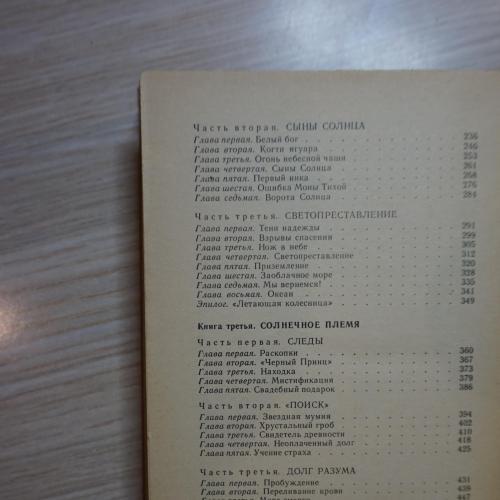 Часть вторая. СЫНЫ СОЛНЦА
Глава первая. Белый бог . . . . . . . . . . 236
Глава вторая. Когти ягуара . . . . . . . . . . 246
Глава третья. Огонь небесной чаши . . . . . . . . . . 253
Глава четвертая. Сыны Солнца . . . . . . . . . . 261
Глава пятая. Первый инка . . . . . . . . . . 268
Глава шестая. Ошибка Моны Тихой . . . . . . . . . . 276
Глава седьмая. Ворота Солнца . . . . . . . . . . 284
Часть третья. СВЕТОПРЕСТАВЛЕНИЕ
Глава первая. Тени надежды . . . . . . . . . . 291
Глава вторая. Взрывы спасения . . . . . . . . . . 299
Глава третья. Нож в небе . . . . . . . . . . 305
Глава четвертая. Светопреставление . . . . . . . . . . 312
Глава пятая. Приземление . . . . . . . . . . 320
Глава шестая. Заоблачное море . . . . . . . . . . 328
Глава седьмая. Мы вернемся! . . . . . . . . . . 335
Глава восьмая. Океан . . . . . . . . . . 341
Эпилог. «Летающая колесница» . . . . . . . . . . 349
Книга третья. СОЛНЕЧНОЕ ПЛЕМЯ
Часть первая. СЛЕДЫ
Глава первая. Раскопки . . . . . . . . . . 360
Глава вторая. «Черный Принц» . . . . . . . . . . 367
Глава третья. Находка . . . . . . . . . . 373
Глава четвертая. Мистификация . . . . . . . . . . 379
Глава пятая. Свадебный подарок . . . . . . . . . . 386
Часть вторая. «ПОИСК»
Глава первая. Звездная мумия . . . . . . . . . . 394
Глава вторая. Хрустальный гроб . . . . . . . . . . 402
Глава третья. Свидетель древности . . . . . . . . . . 410
Глава четвертая. Неоплаченный долг . . . . . . . . . . 418
Глава пятая. Учение страха . . . . . . . . . . 425
Часть третья. ДОЛГ РАЗУМА
Глава первая. Пробуждение . . . . . . . . . . 431
Глава вторая. Переливание крови . . . . . . . . . . 439
Глава третья. 447